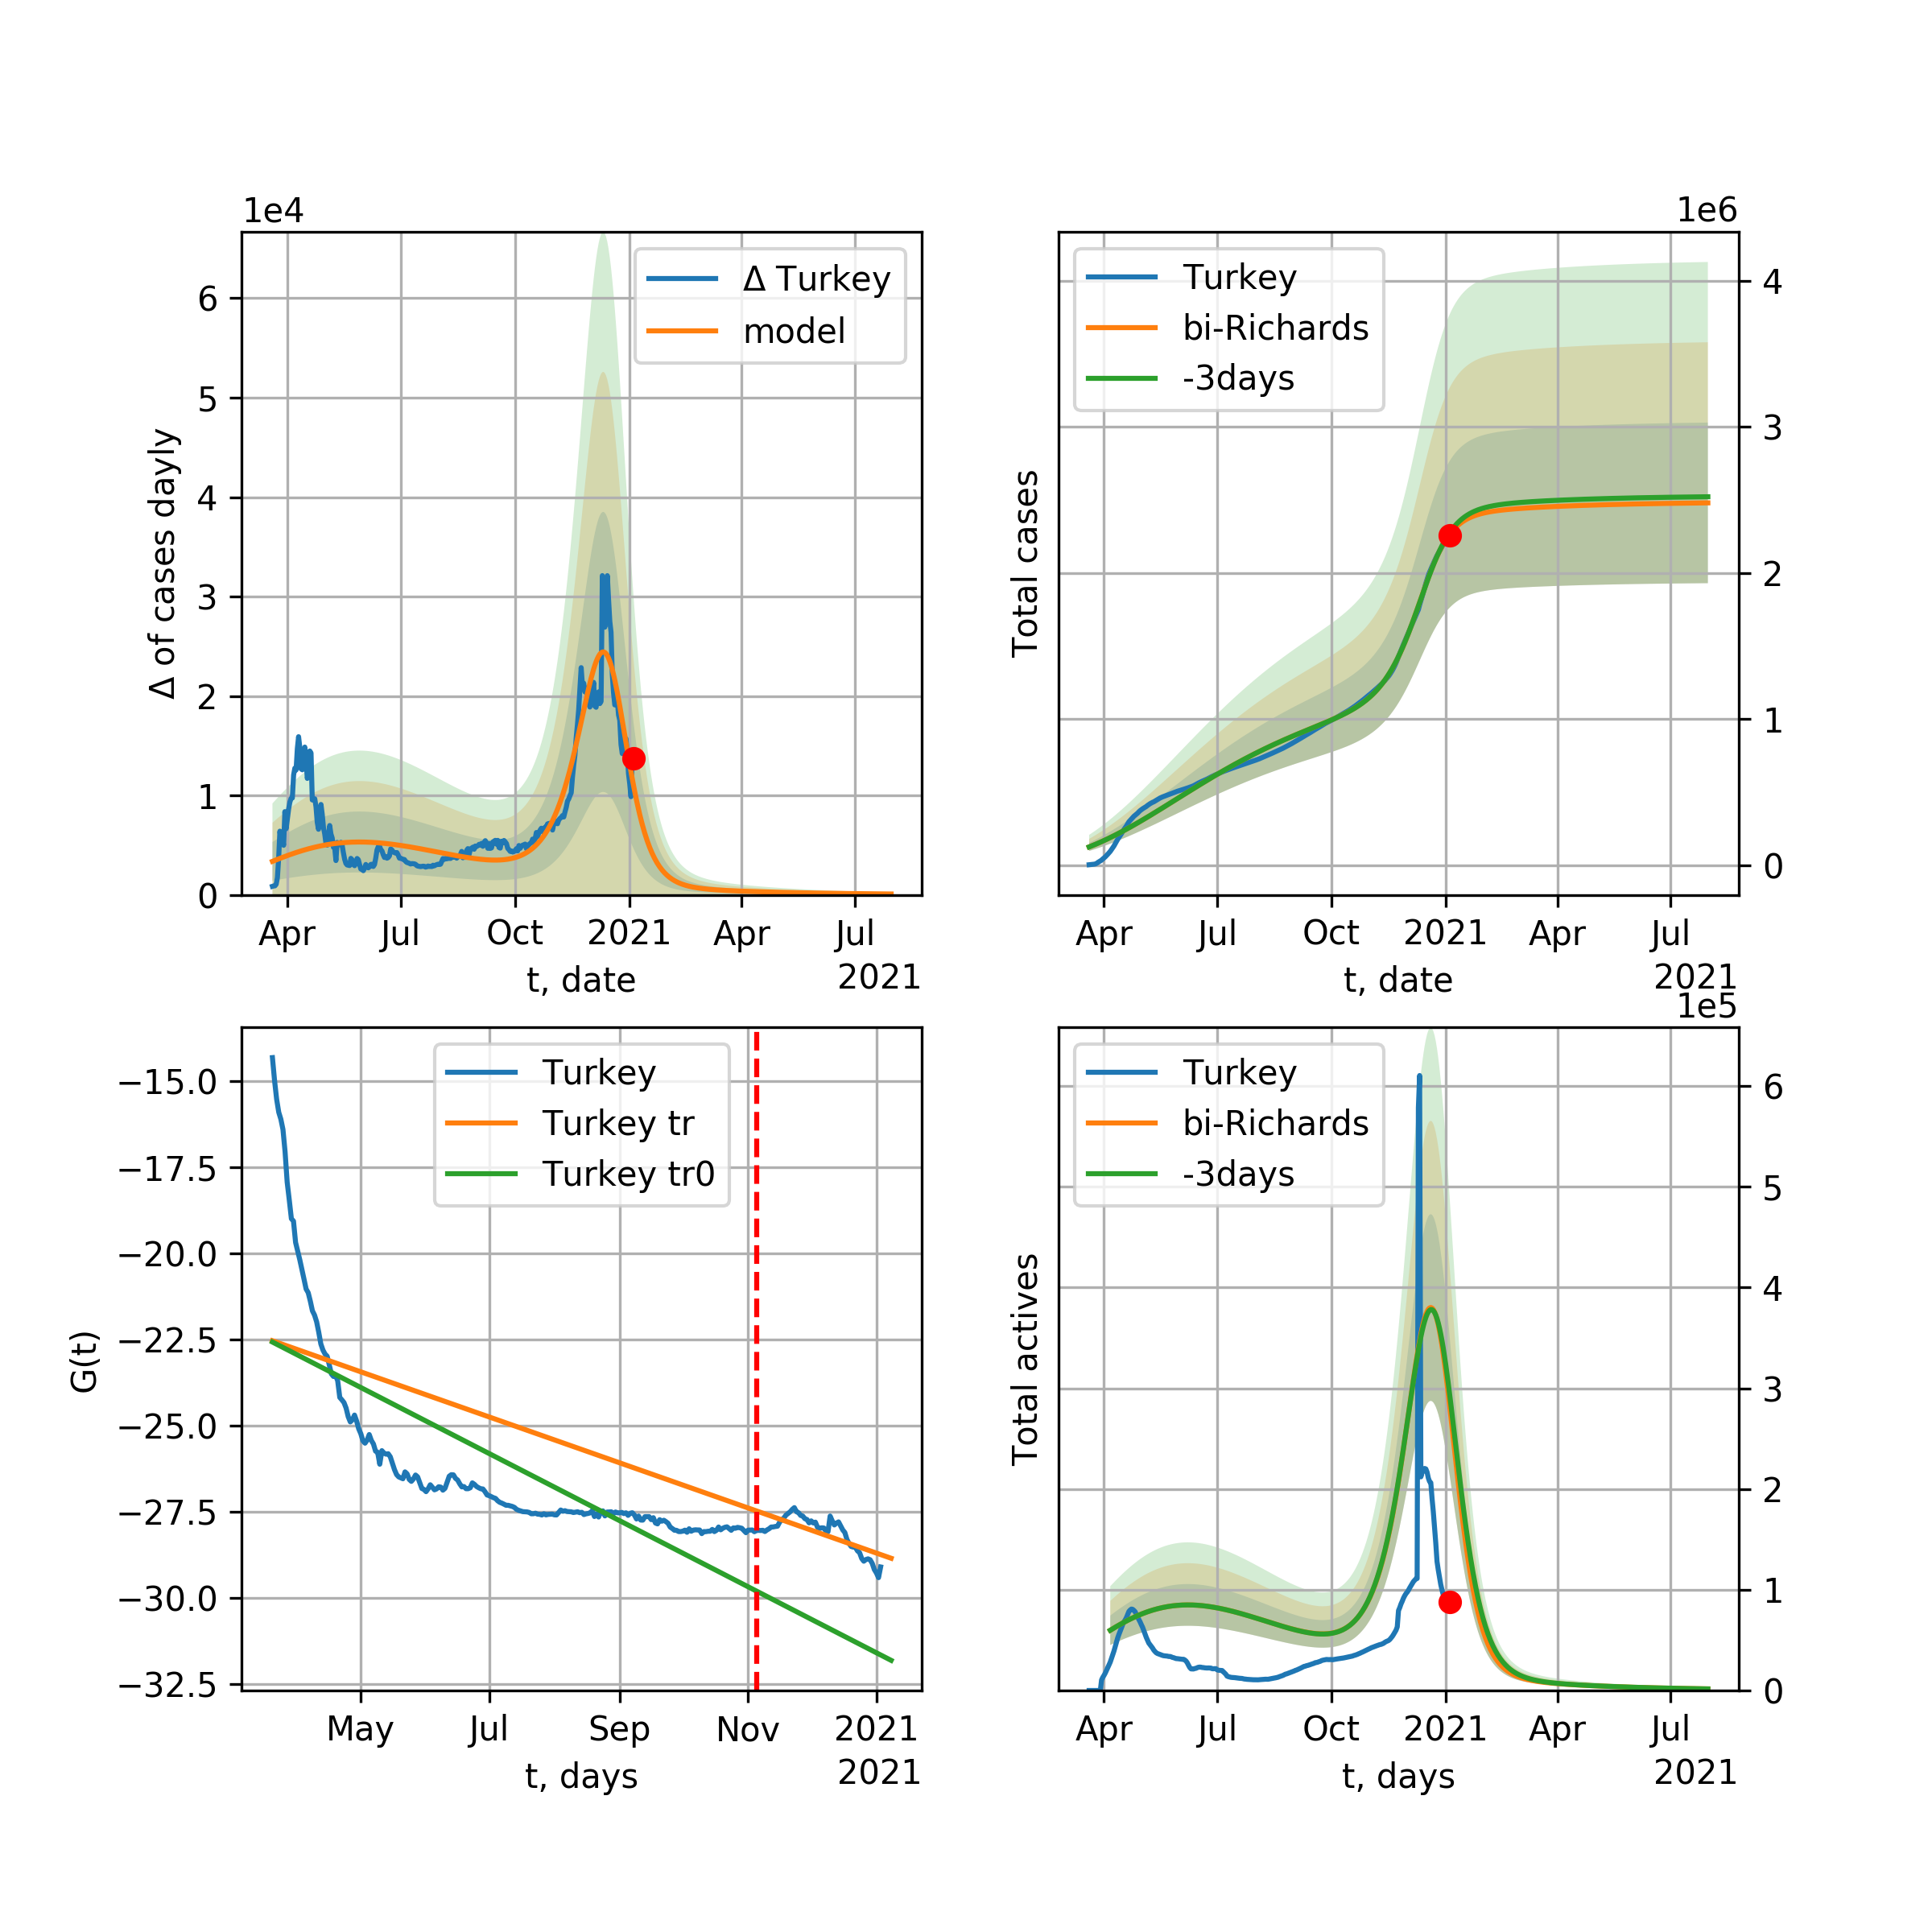 1e4
Δ of cases dayly
6
5
4
3
2
1
0
Δ Turkey
model
Apr Jul Oct 2021 Apr Jul
t, date
2021
1e6
Total cases
Turkey
bi-Richards
-3days
4
3
2
1
0
Apr Jul Oct 2021 Apr Jul
t, date
2021
G(t)
−15.0
−17.5
−20.0
−22.5
−25.0
−27.5
−30.0
−32.5
Turkey
Turkey tr
Turkey tr0
May Jul Sep Nov 2021
t, days
2021
1e5
Total actives
Turkey
bi-Richards
-3days
6
5
4
3
2
1
0
Apr Jul Oct 2021 Apr Jul
t, days
2021